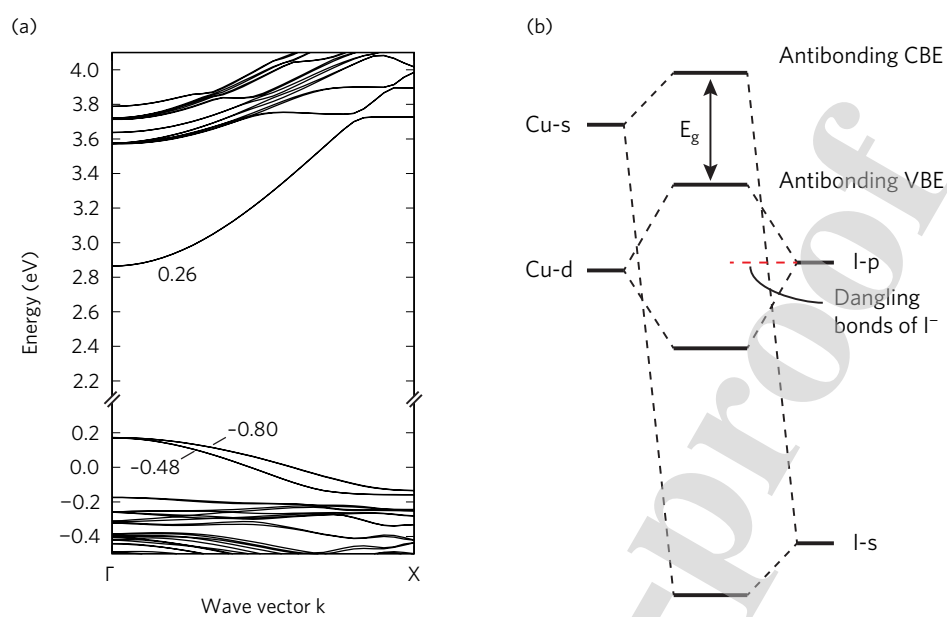 (a)
4.0
3.8
3.6
3.4
3.2
3.0
2.8
2.6
2.4
2.2
0.2
0.0
−0.2
−0.4
Energy (eV)
0.26
−0.80
−0.48
Γ
X
Wave vector k
(b)
Antibonding CBE
Cu-s
E_g
Antibonding VBE
Cu-d
I-p
Dangling
bonds of I⁻
I-s
-proof